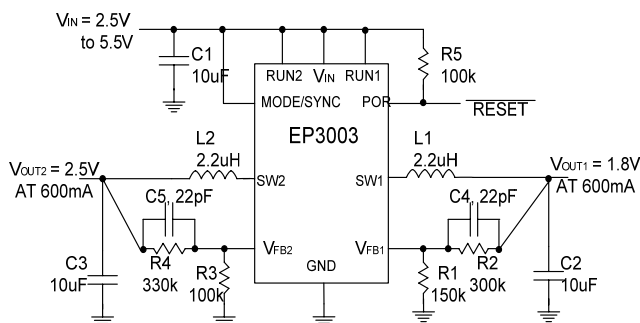 VIN = 2.5V
to 5.5V
C1
10uF
RUN2 VIN RUN1
R5
100k
MODE/SYNC POR
RESET
EP3003
L2
2.2uH
L1
2.2uH
VOUT2 = 2.5V
AT 600mA
SW2 SW1
VOUT1 = 1.8V
AT 600mA
C5, 22pF
C4, 22pF
VFB2 VFB1
R4
330k
R3
100k
GND
R1
150k
R2
300k
C3
10uF
C2
10uF